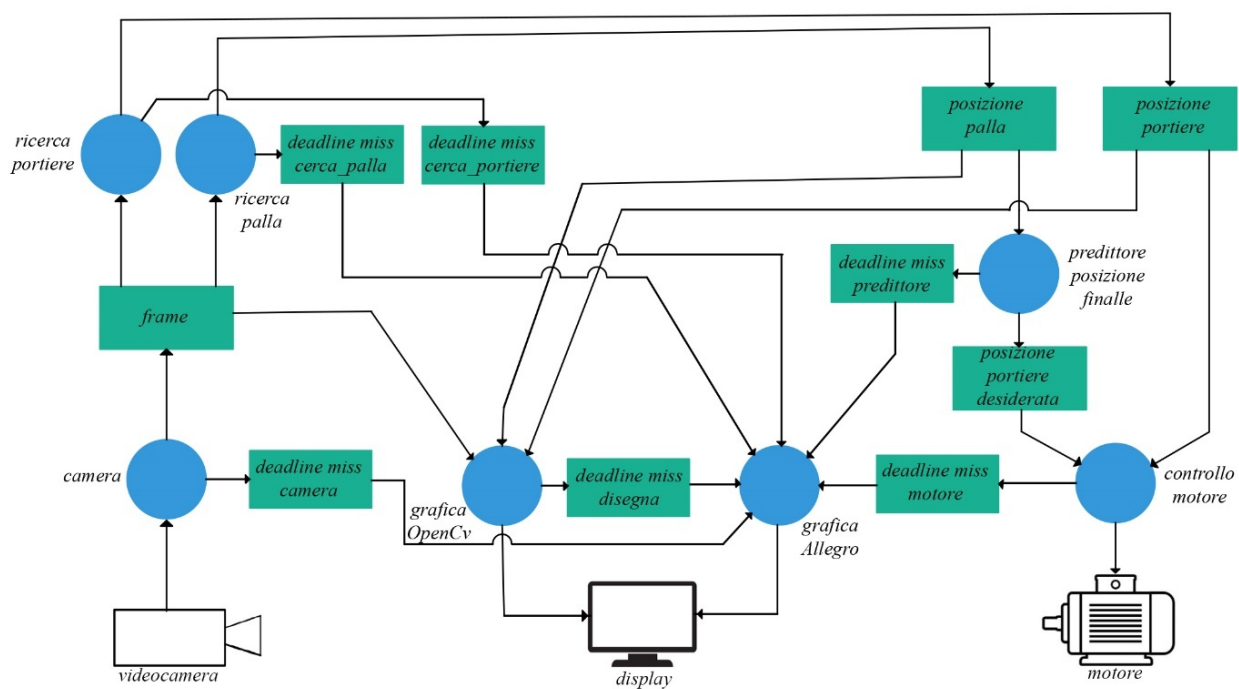 ricerca
portiere
ricerca
palla
deadline miss
cerca_palla
deadline miss
cerca_portiere
posizione
palla
posizione
portiere
deadline miss
predittore
predittore
posizione
finalle
frame
posizione
portiere
desiderata
camera
deadline miss
camera
grafica
OpenCv
deadline miss
disegna
grafica
Allegro
deadline miss
motore
controllo
motore
videocamera
display
motore